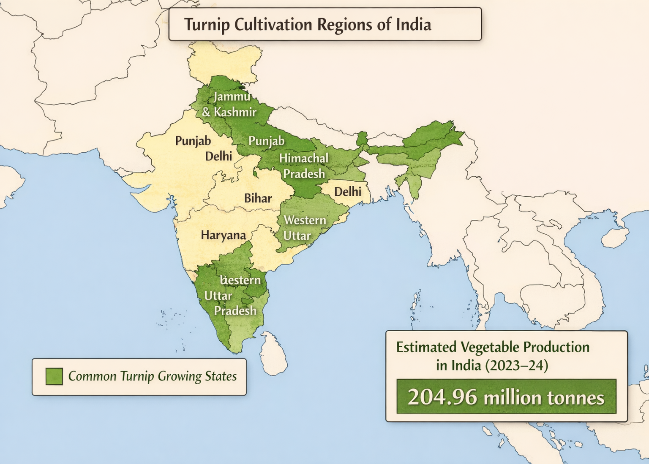 Turnip Cultivation Regions of India
Jammu
& Kashmir
Punjab
Delhi
Punjab
Himachal
Pradesh
Bihar
Delhi
Western
Uttar
Haryana
Western
Uttar
Pradesh
Common Turnip Growing States
Estimated Vegetable Production
in India (2023–24)
204.96 million tonnes